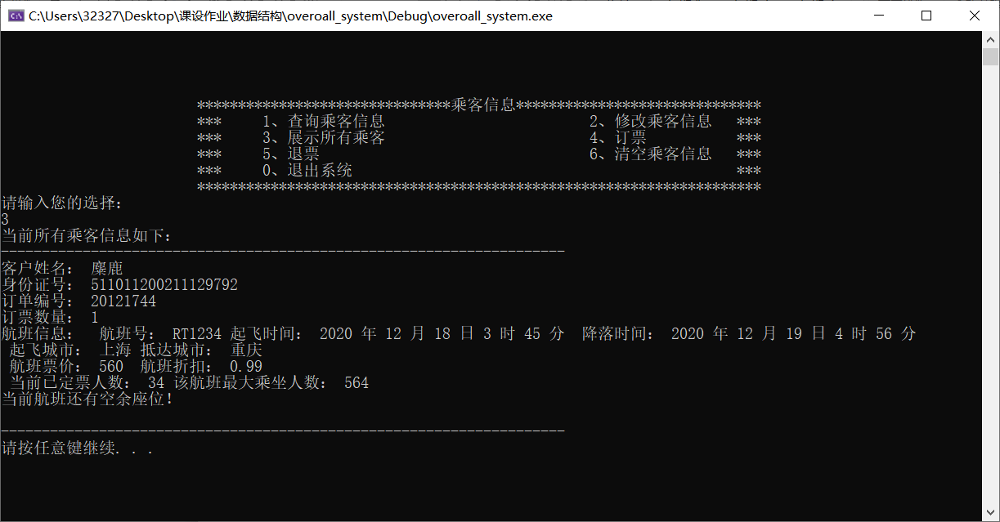 C:\Users\32327\Desktop\课设作业\数据结构\overoall_system\Debug\overoall_system.exe
*******************************乘客信息******************************
*** 1、查询乘客信息 2、修改乘客信息 ***
*** 3、展示所有乘客 4、订票 ***
*** 5、退票 6、清空乘客信息 ***
*** 0、退出系统 ***
*********************************************************************
请输入您的选择：
3
当前所有乘客信息如下：
---------------------------------------------------------------------
客户姓名： 麋鹿
身份证号： 511011200211129792
订单编号： 20121744
订票数量： 1
航班信息： 航班号： RT1234 起飞时间： 2020 年 12 月 18 日 3 时 45 分 降落时间： 2020 年 12 月 19 日 4 时 56 分
起飞城市： 上海 抵达城市： 重庆
航班票价： 560 航班折扣： 0.99
当前已定票人数： 34 该航班最大乘坐人数： 564
当前航班还有空余座位！
---------------------------------------------------------------------
请按任意键继续. . .